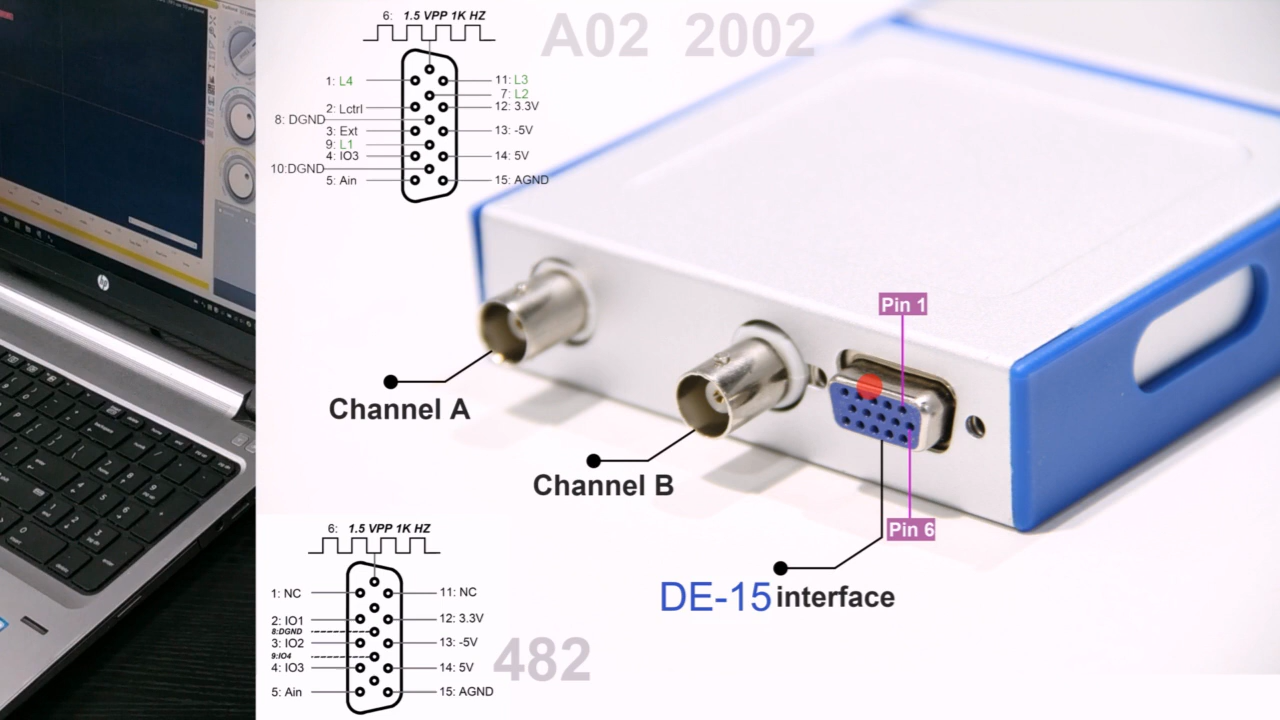 6: 1.5 VPP 1K HZ
A02 2002
1: L4
11: L3
7: L2
2: Lctrl
12: 3.3V
8: DGND
3: Ext
13: -5V
9: L1
4: IO3
14: 5V
10:DGND
5: Ain
15: AGND
hp
Pin 1
Channel A
Channel B
Pin 6
DE-15 interface
6: 1.5 VPP 1K HZ
1: NC
11: NC
2: IO1
12: 3.3V
8:DGND
3: IO2
13: -5V
9:IO4
4: IO3
14: 5V
5: Ain
15: AGND
482